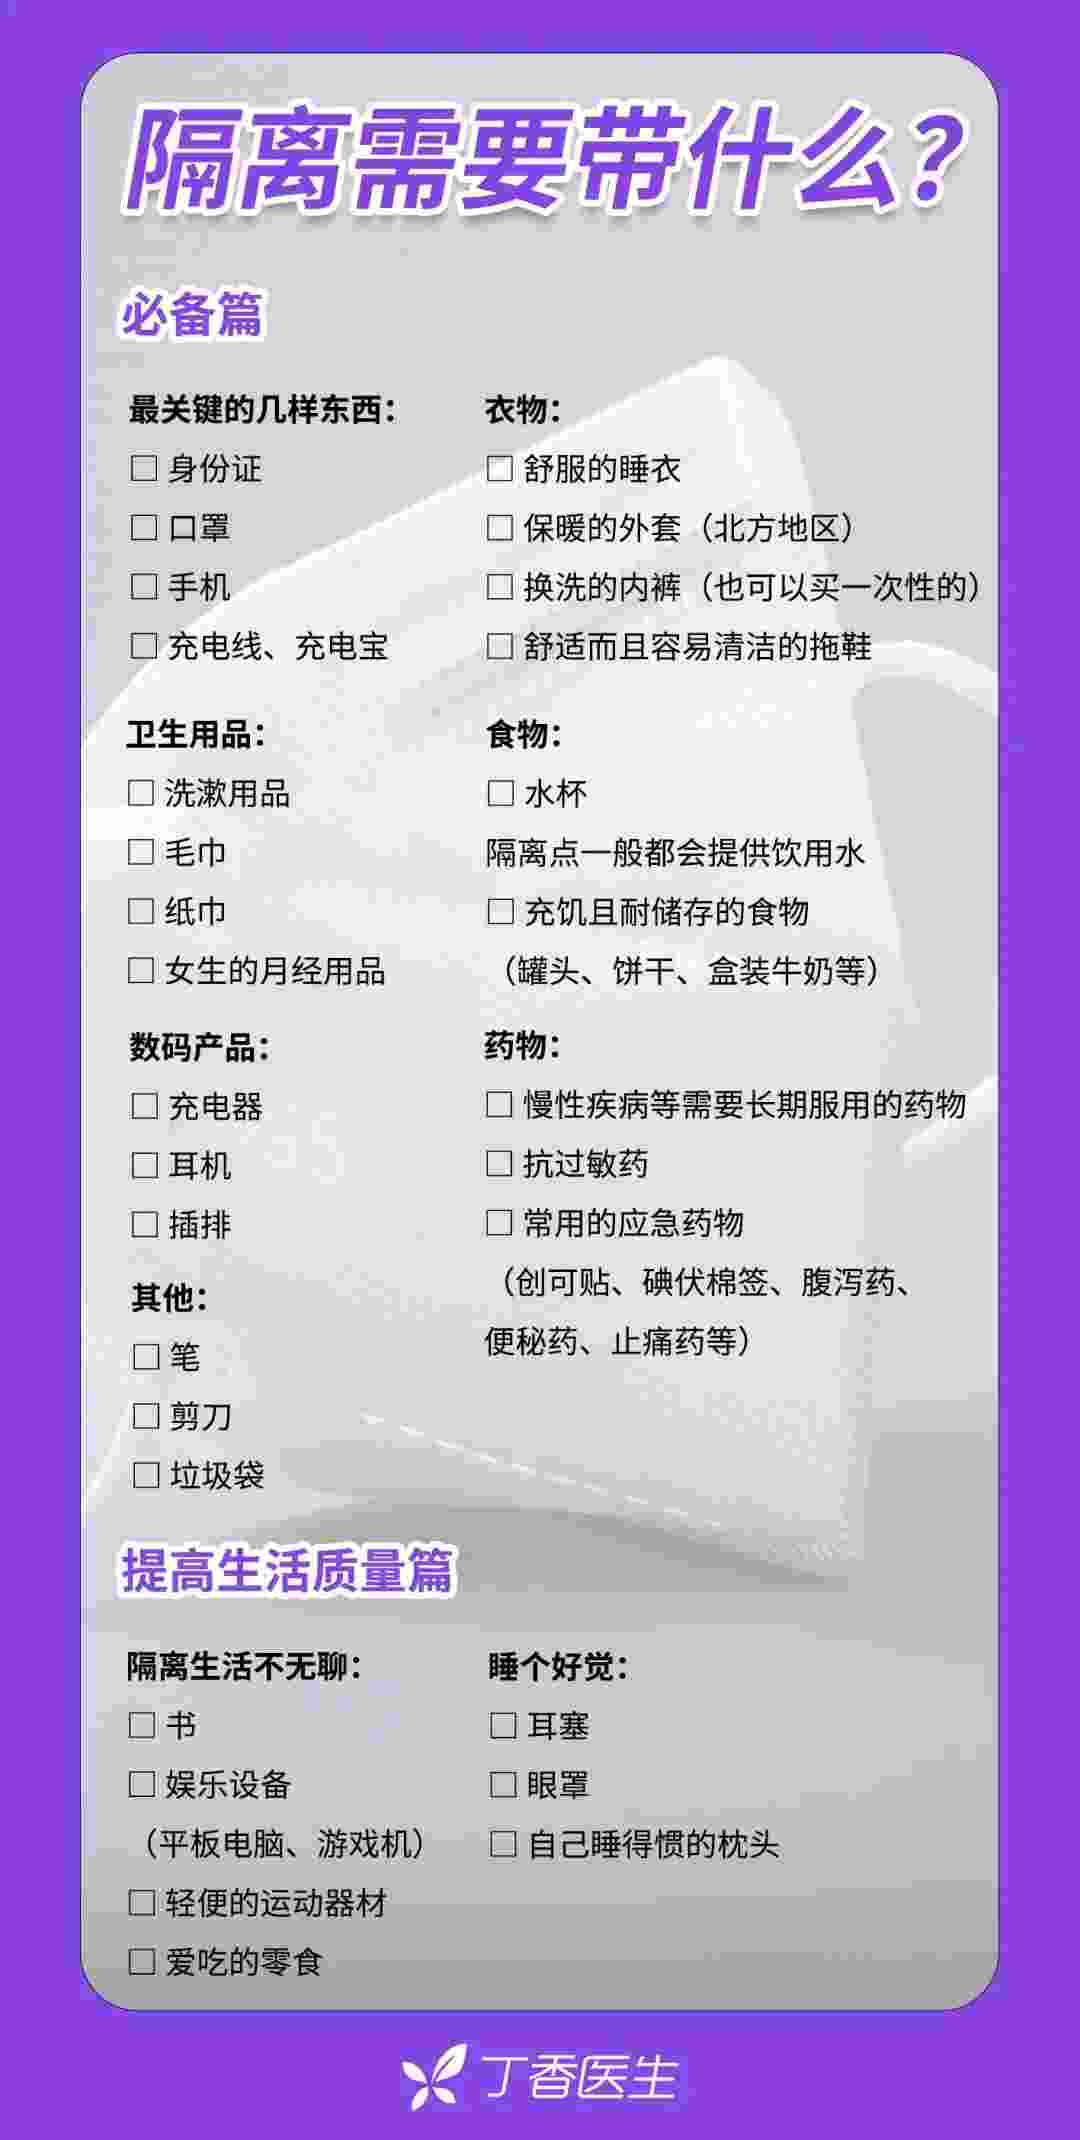 隔离需要带什么？
必备篇
最关键的几样东西：
□ 身份证
□ 口罩
□ 手机
□ 充电线、充电宝
衣物：
□ 舒服的睡衣
□ 保暖的外套（北方地区）
□ 换洗的内裤（也可以买一次性的）
□ 舒适而且容易清洁的拖鞋
卫生用品：
□ 洗漱用品
□ 毛巾
□ 纸巾
□ 女生的月经用品
食物：
□ 水杯
隔离点一般都会提供饮用水
□ 充饥且耐储存的食物
（罐头、饼干、盒装牛奶等）
数码产品：
□ 充电器
□ 耳机
□ 插排
药物：
□ 慢性疾病等需要长期服用的药物
□ 抗过敏药
□ 常用的应急药物
（创可贴、碘伏棉签、腹泻药、
便秘药、止痛药等）
其他：
□ 笔
□ 剪刀
□ 垃圾袋
提高生活质量篇
隔离生活不无聊：
□ 书
□ 娱乐设备
（平板电脑、游戏机）
□ 轻便的运动器材
□ 爱吃的零食
睡个好觉：
□ 耳塞
□ 眼罩
□ 自己睡得惯的枕头
丁香医生